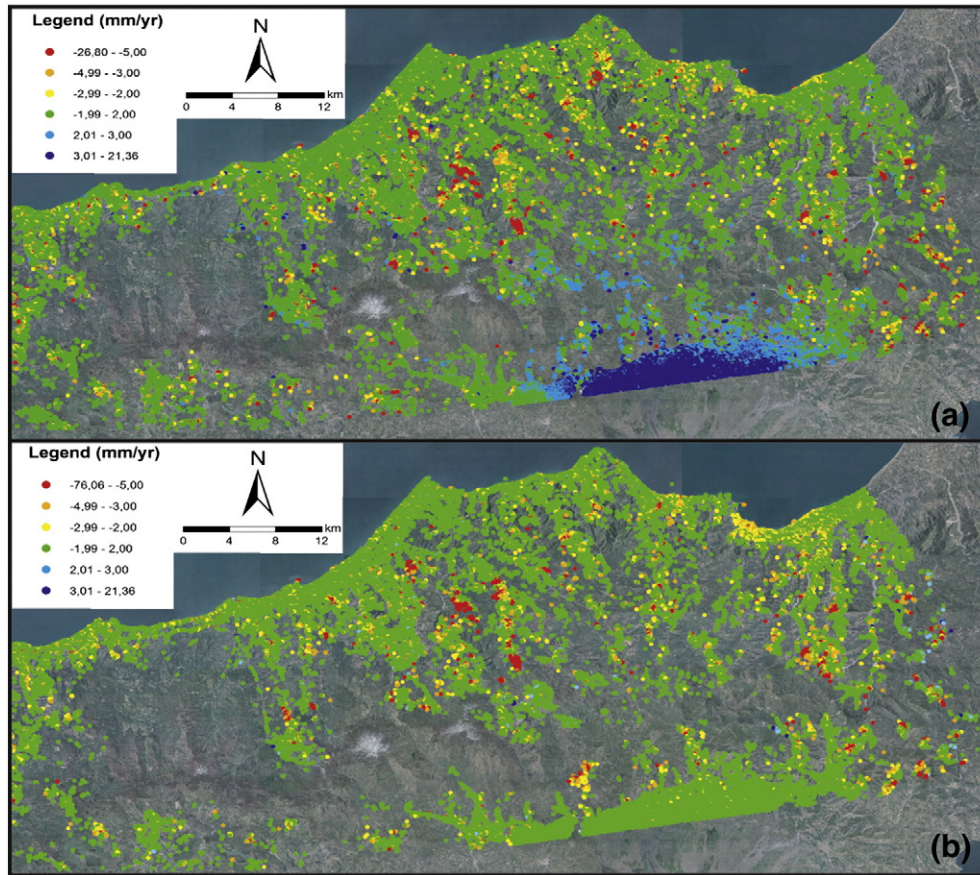 Legend (mm/yr)
-26,80 - -5,00
-4,99 - -3,00
-2,99 - -2,00
-1,99 - 2,00
2,01 - 3,00
3,01 - 21,36
N
km
0 4 8 12
(a)
Legend (mm/yr)
-76,06 - -5,00
-4,99 - -3,00
-2,99 - -2,00
-1,99 - 2,00
2,01 - 3,00
3,01 - 21,36
N
km
0 4 8 12
(b)